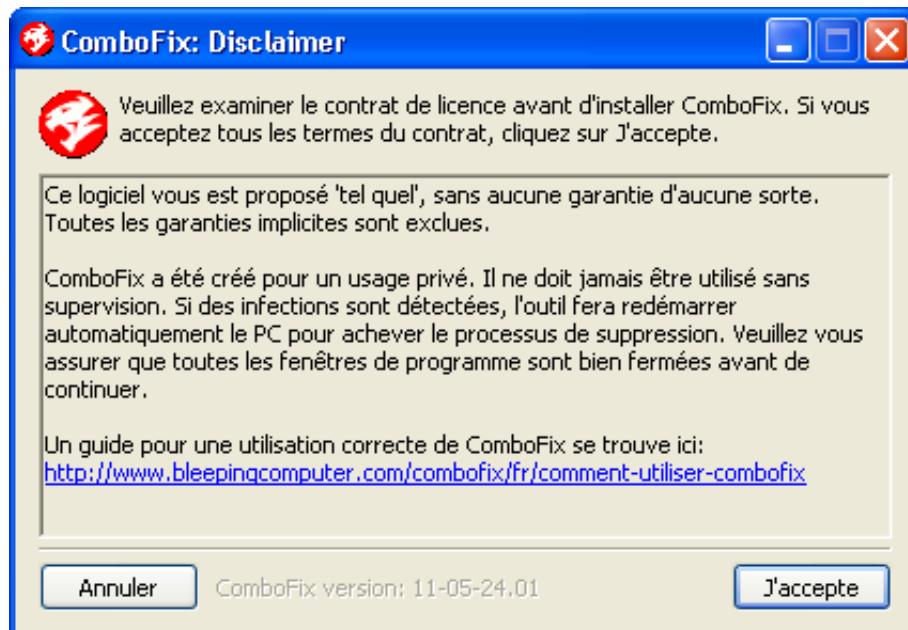 ComboFix: Disclaimer
Veuillez examiner le contrat de licence avant d'installer ComboFix. Si vous
acceptez tous les termes du contrat, cliquez sur J'accepte.
Ce logiciel vous est proposé 'tel quel', sans aucune garantie d'aucune sorte.
Toutes les garanties implicites sont exclues.
ComboFix a été créé pour un usage privé. Il ne doit jamais être utilisé sans
supervision. Si des infections sont détectées, l'outil fera redémarrer
automatiquement le PC pour achever le processus de suppression. Veuillez vous
assurer que toutes les fenêtres de programme sont bien fermées avant de
continuer.
Un guide pour une utilisation correcte de ComboFix se trouve ici:
http://www.bleepingcomputer.com/combofix/fr/comment-utiliser-combofix
Annuler ComboFix version: 11-05-24.01 J'accepte